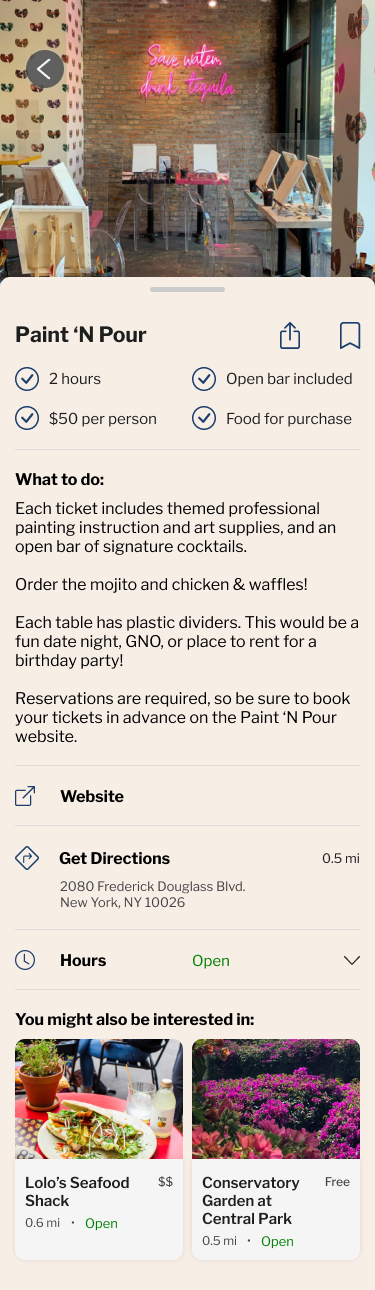 Save water,
drink tequila
Paint ‘N Pour
2 hours
Open bar included
$50 per person
Food for purchase
What to do:
Each ticket includes themed professional
painting instruction and art supplies, and an
open bar of signature cocktails.
Order the mojito and chicken & waffles!
Each table has plastic dividers. This would be a
fun date night, GNO, or place to rent for a
birthday party!
Reservations are required, so be sure to book
your tickets in advance on the Paint ‘N Pour
website.
Website
Get Directions
0.5 mi
2080 Frederick Douglass Blvd.
New York, NY 10026
Hours
Open
You might also be interested in:
Lolo’s Seafood
Shack
$$
0.6 mi • Open
Conservatory
Garden at
Central Park
Free
0.5 mi • Open